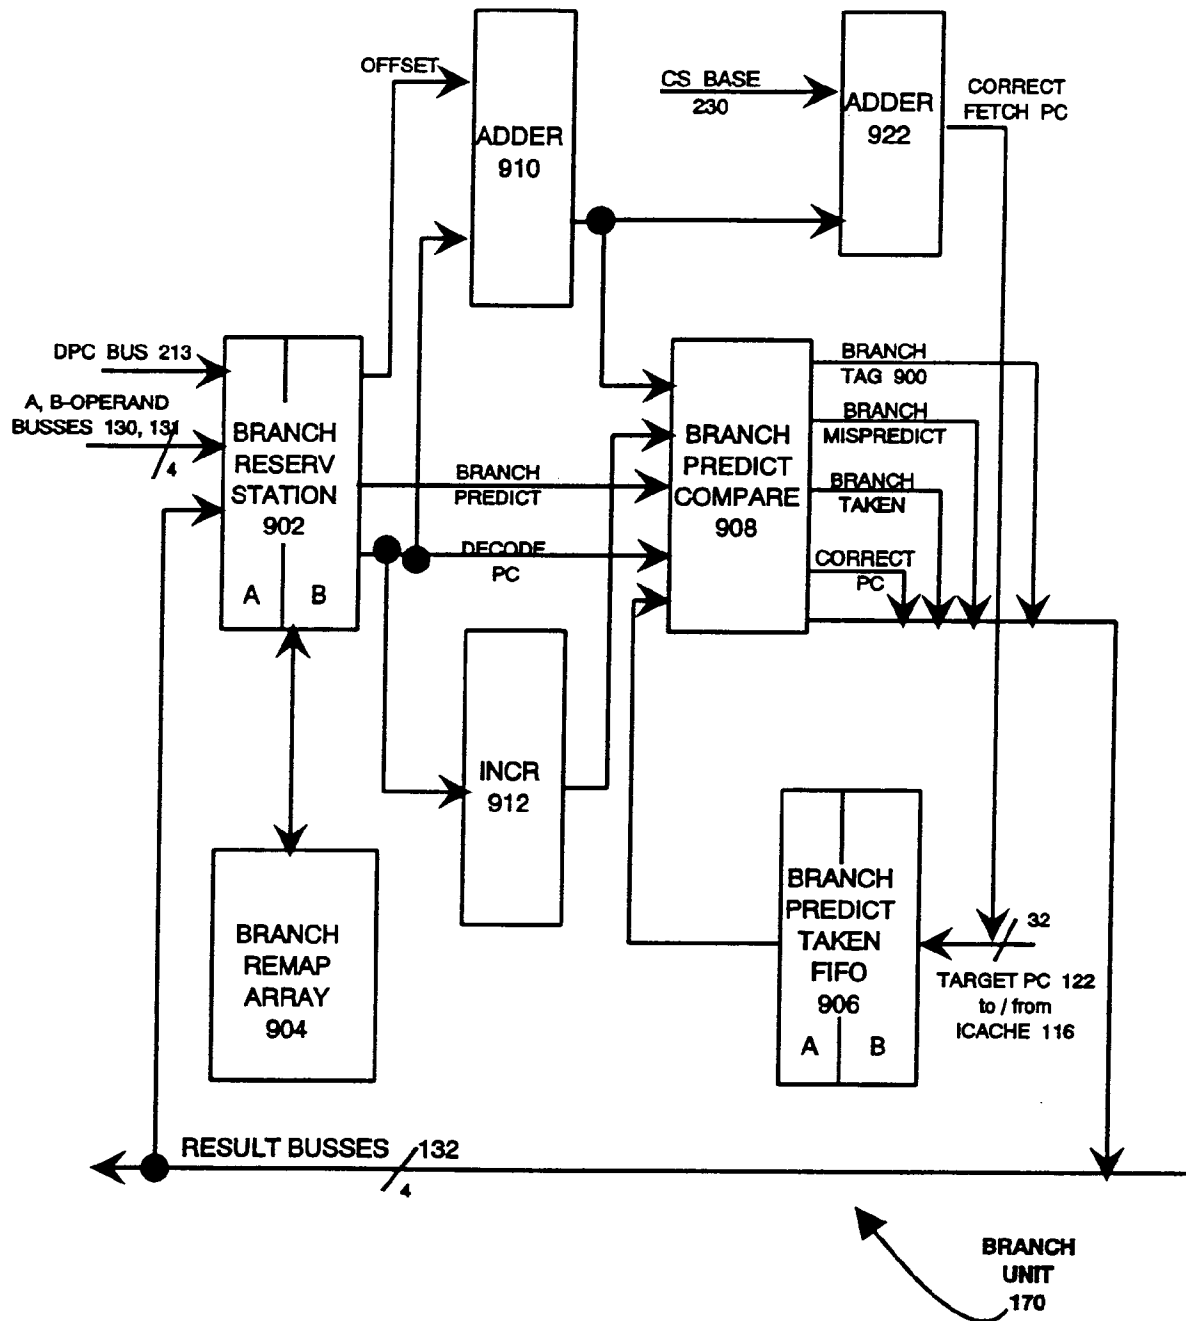 OFFSET
ADDER
910
CS BASE
230
ADDER
922
CORRECT
FETCH PC
DPC BUS 213
A, B-OPERAND
BUSSES 130, 131
4
BRANCH
RESERV
STATION
902
A B
BRANCH
PREDICT
DECODE
PC
BRANCH
PREDICT
COMPARE
908
BRANCH
TAG 900
BRANCH
MISPREDICT
BRANCH
TAKEN
CORRECT
PC
INCR
912
BRANCH
REMAP
ARRAY
904
BRANCH
PREDICT
TAKEN
FIFO
906
A B
32
TARGET PC 122
to / from
ICACHE 116
RESULT BUSSES 132
4
BRANCH
UNIT
170